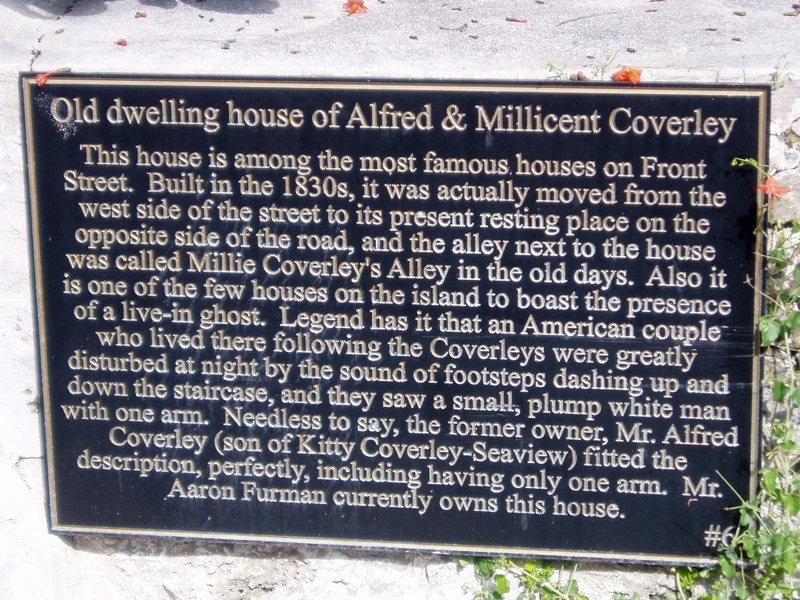 Old dwelling house of Alfred & Millicent Coverley
This house is among the most famous houses on Front
Street. Built in the 1830s, it was actually moved from the
west side of the street to its present resting place on the
opposite side of the road, and the alley next to the house
was called Millie Coverley's Alley in the old days. Also it
is one of the few houses on the island to boast the presence
of a live-in ghost. Legend has it that an American couple
who lived there following the Coverleys were greatly
disturbed at night by the sound of footsteps dashing up and
down the staircase, and they saw a small, plump white man
with one arm. Needless to say, the former owner, Mr. Alfred
Coverley (son of Kitty Coverley-Seaview) fitted the
description, perfectly, including having only one arm. Mr.
Aaron Furman currently owns this house.
#6